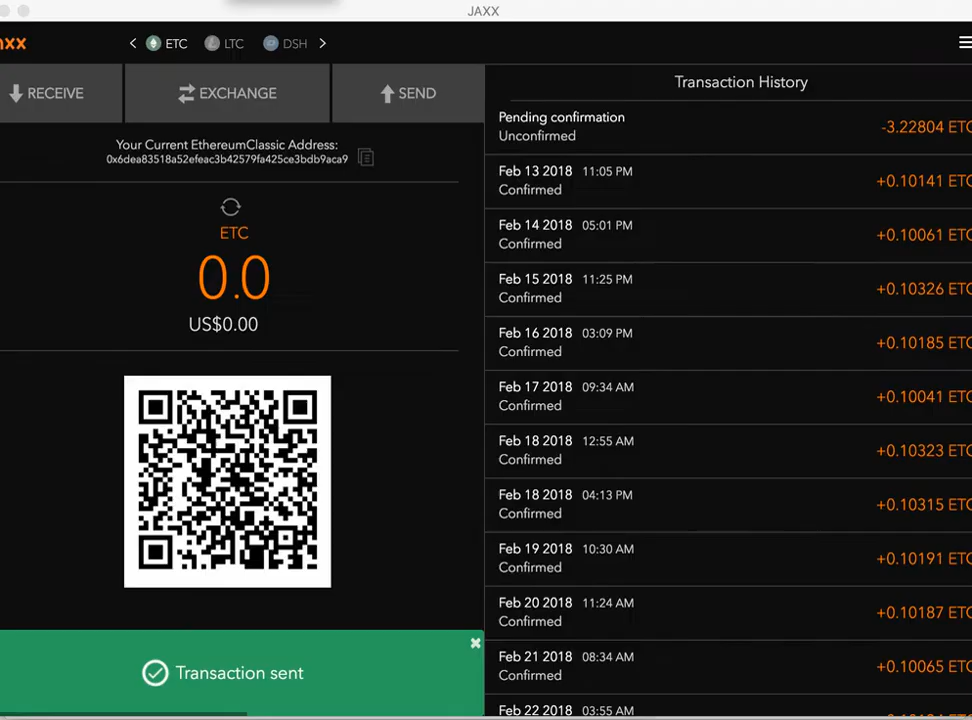 JAXX
ETC LTC DSH
RECEIVE EXCHANGE SEND
Your Current EthereumClassic Address:
0x6dea83518a52efeac3b42579fa425ce3bdb9aca9
ETC
0.0
US$0.00
Transaction sent
Transaction History
Pending confirmation
Unconfirmed
-3.22804 ETC
Feb 13 2018 11:05 PM
Confirmed
+0.10141 ETC
Feb 14 2018 05:01 PM
Confirmed
+0.10061 ETC
Feb 15 2018 11:25 PM
Confirmed
+0.10326 ETC
Feb 16 2018 03:09 PM
Confirmed
+0.10185 ETC
Feb 17 2018 09:34 AM
Confirmed
+0.10041 ETC
Feb 18 2018 12:55 AM
Confirmed
+0.10323 ETC
Feb 18 2018 04:13 PM
Confirmed
+0.10315 ETC
Feb 19 2018 10:30 AM
Confirmed
+0.10191 ETC
Feb 20 2018 11:24 AM
Confirmed
+0.10187 ETC
Feb 21 2018 08:34 AM
Confirmed
+0.10065 ETC
Feb 22 2018 03:55 AM